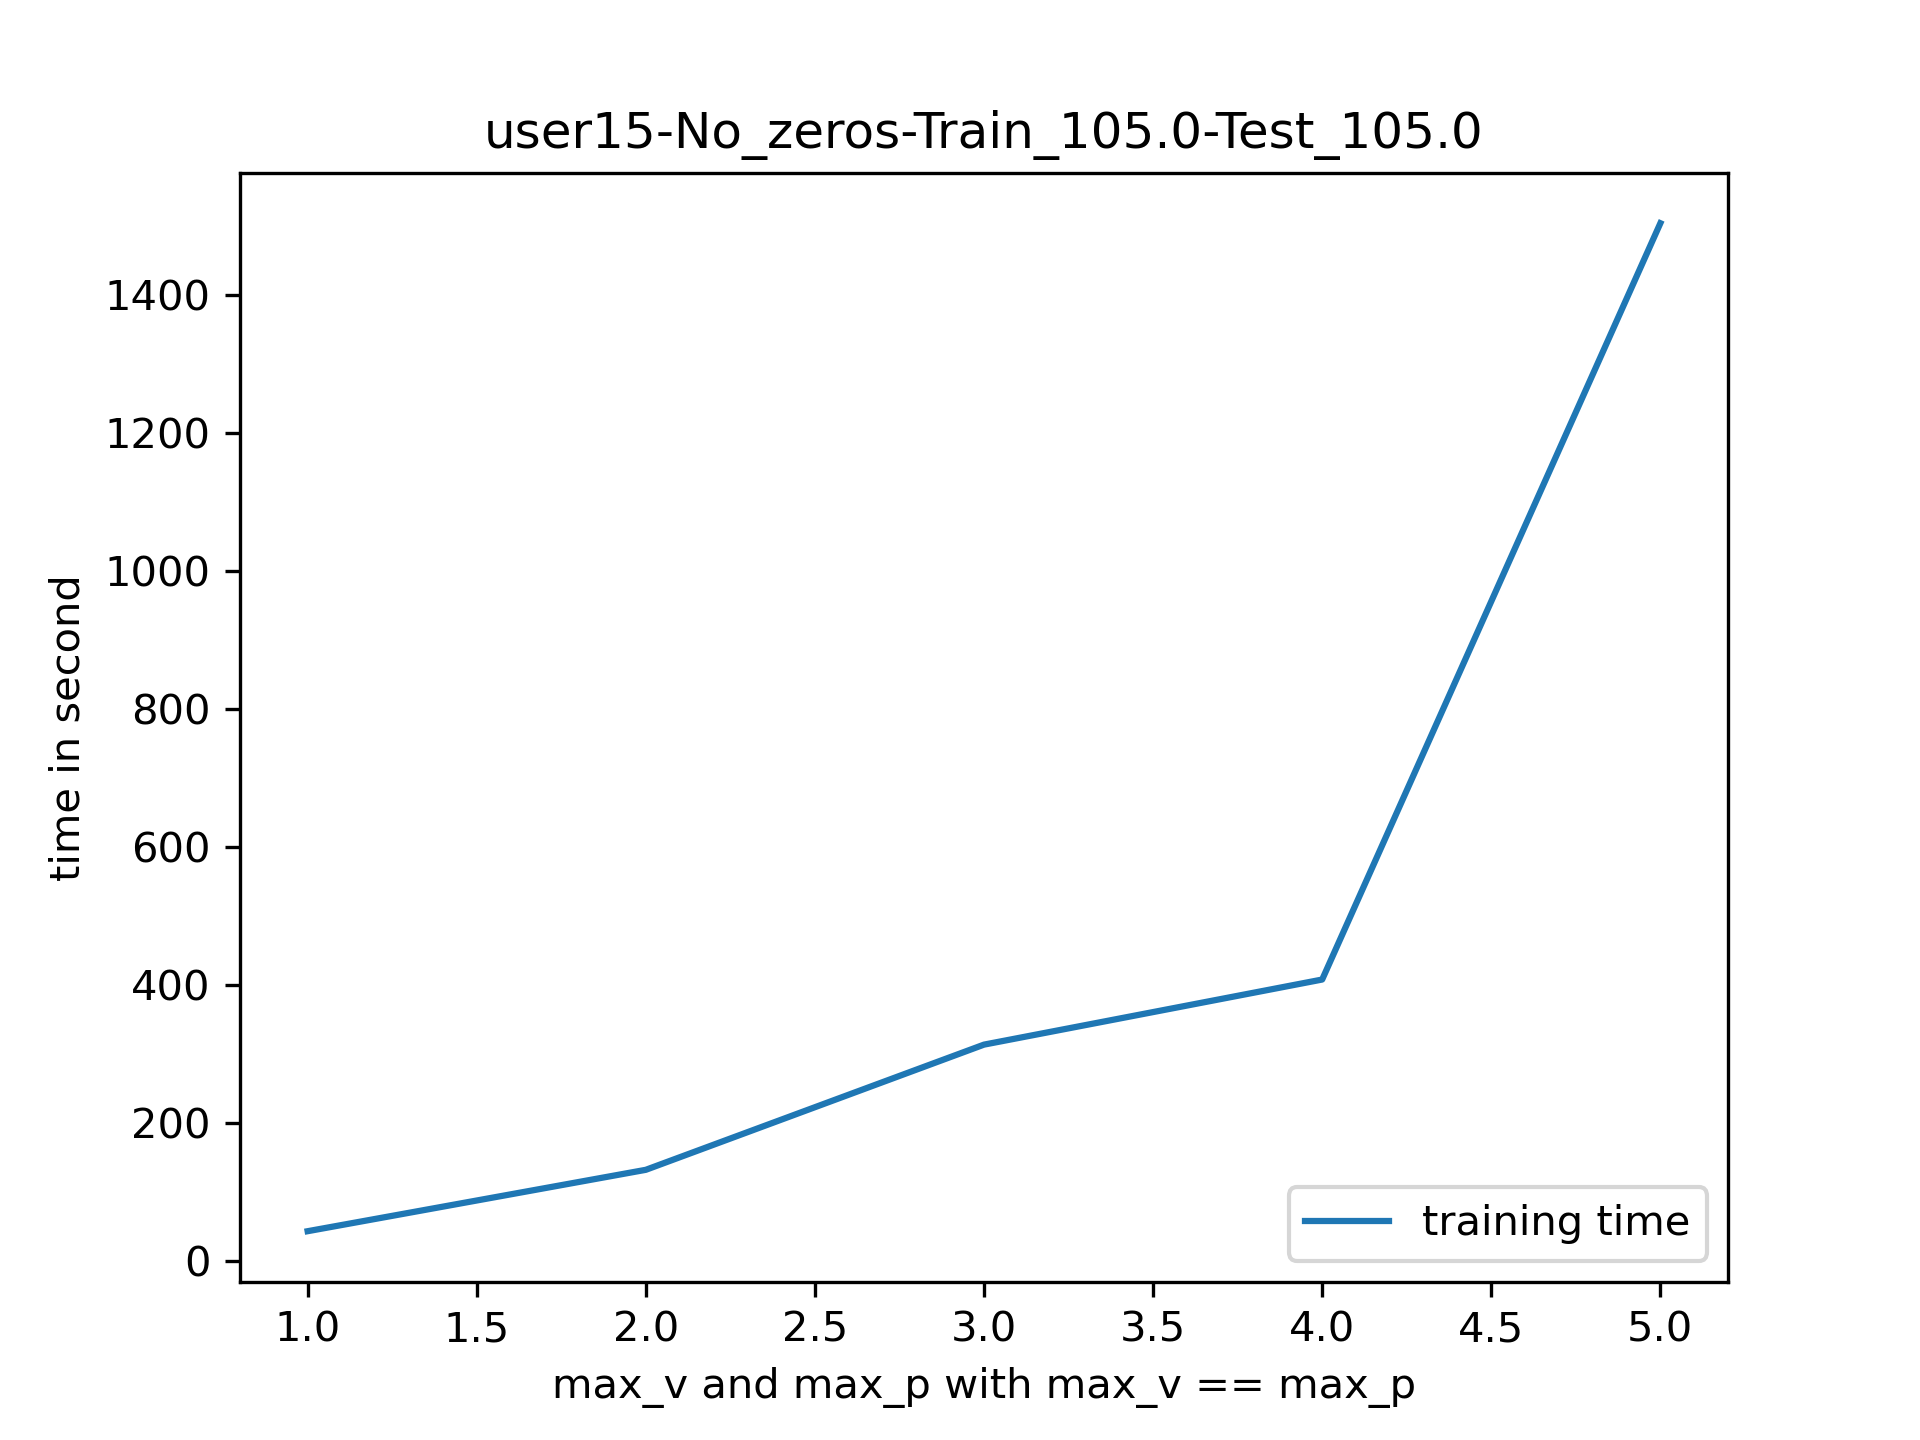 user15-No_zeros-Train_105.0-Test_105.0
1400
1200
1000
800
600
400
200
0
time in second
training time
1.0 1.5 2.0 2.5 3.0 3.5 4.0 4.5 5.0
max_v and max_p with max_v == max_p